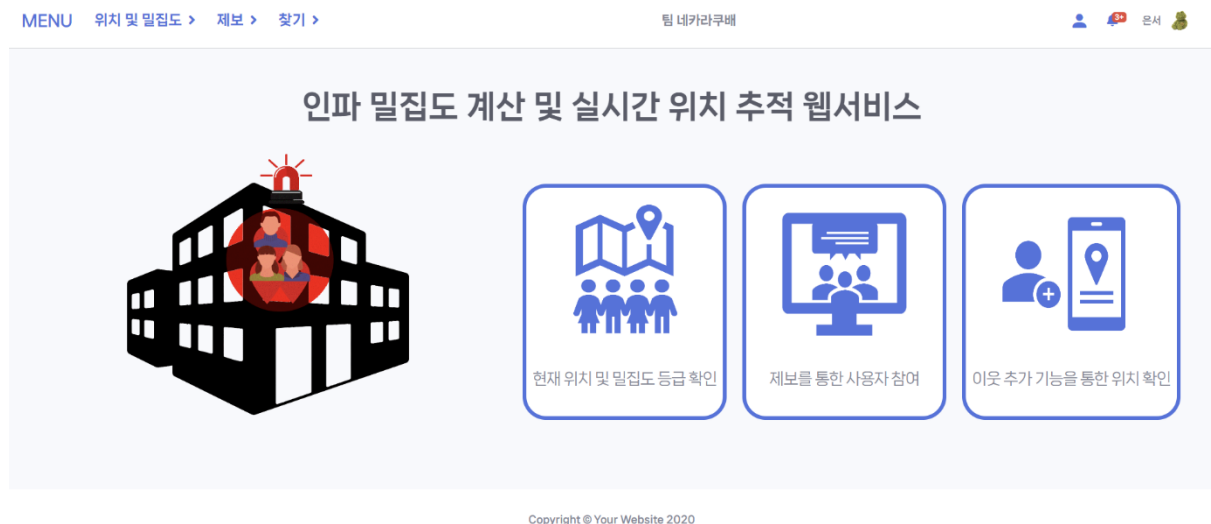 MENU 위치 및 밀집도 > 제보 > 찾기 > 팀 네카라쿠배 3+ 은서
인파 밀집도 계산 및 실시간 위치 추적 웹서비스
현재 위치 및 밀집도 등급 확인
제보를 통한 사용자 참여
이웃 추가 기능을 통한 위치 확인
Copyright © Your Website 2020